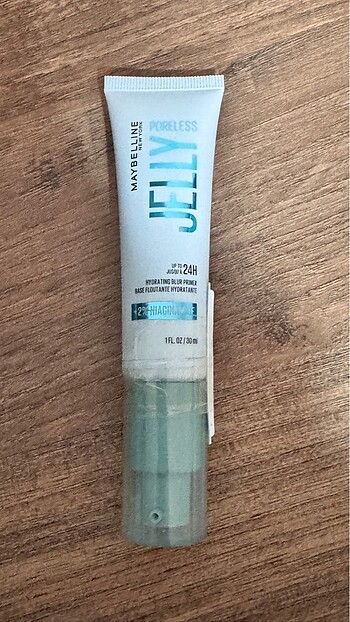 MAYBELLINE
NEW YORK
PORELESS
JELLY
UP TO
JUSQU'À 24H
HYDRATING BLUR PRIMER
BASE FLOUTANTE HYDRATANTE
1 FL. OZ / 30 ml